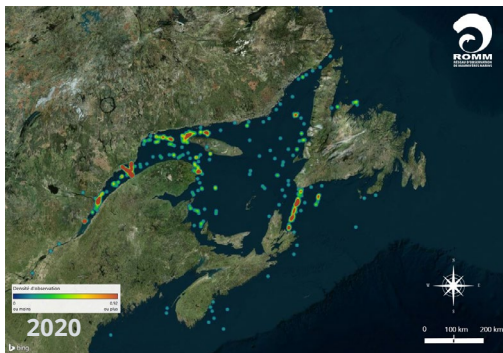 ROMM
RÉSEAU D'OBSERVATION
DE MAMMIFÈRES MARINS
N
W
E
S
Densité d'observation
0
0.92
au moins
au plus
2020
bing
0 100 km 200 km